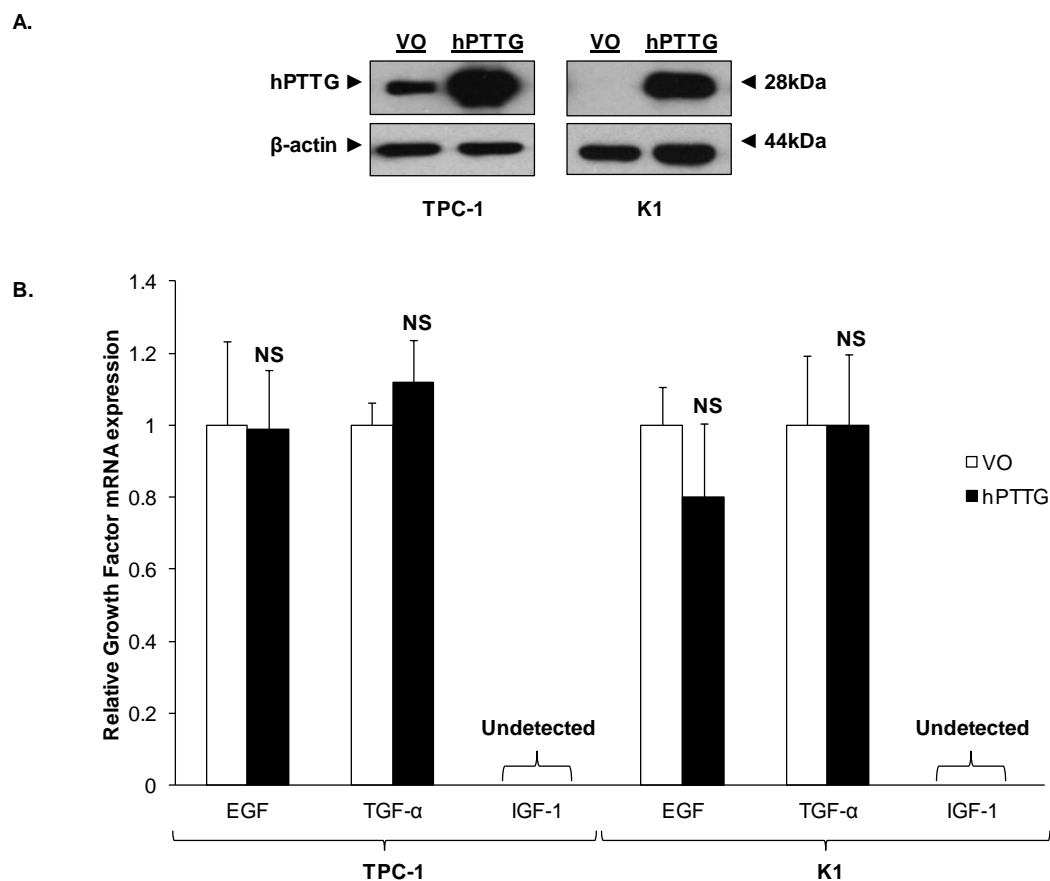 A.
VO hPTTG VO hPTTG
hPTTG ◄ 28kDa
β-actin ◄ 44kDa
TPC-1 K1
B.
Relative Growth Factor mRNA expression
1.4
1.2
1
0.8
0.6
0.4
0.2
0
NS
NS
NS
NS
Undetected
Undetected
VO
hPTTG
EGF TGF-α IGF-1 EGF TGF-α IGF-1
TPC-1 K1